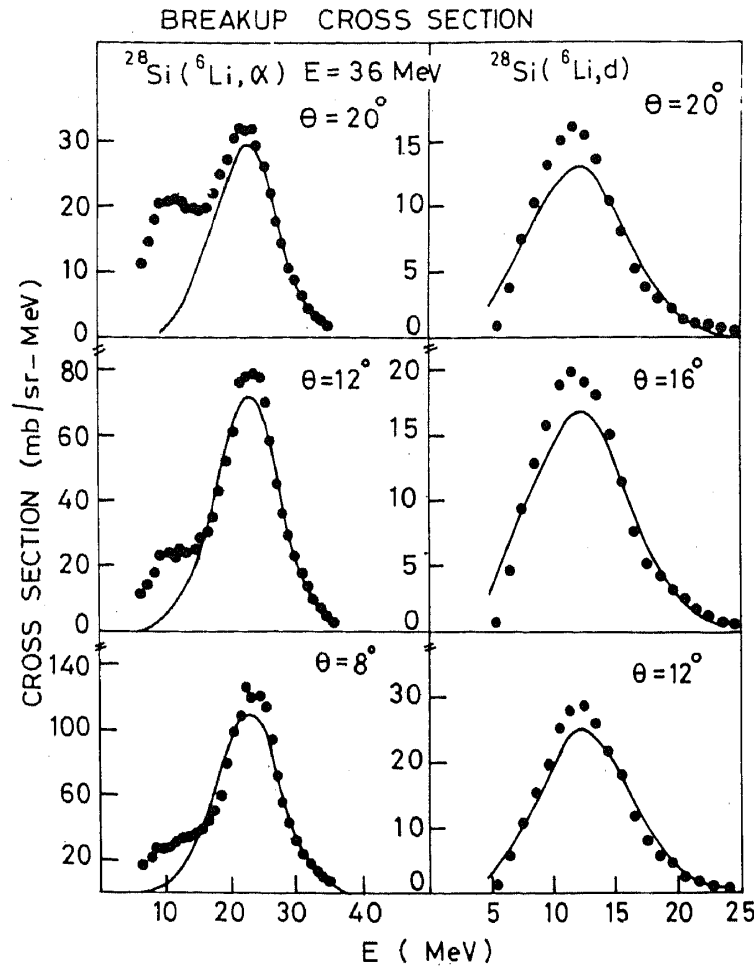 BREAKUP CROSS SECTION
²⁸Si(⁶Li,α) E = 36 MeV
θ = 20°
30
20
10
0
²⁸Si(⁶Li,d)
θ = 20°
15
10
5
0
θ = 12°
80
60
40
20
0
θ = 16°
20
15
10
5
0
θ = 8°
140
100
60
20
θ = 12°
30
20
10
0
10 20 30 40
5 10 15 20 25
CROSS SECTION (mb/sr-MeV)
E (MeV)